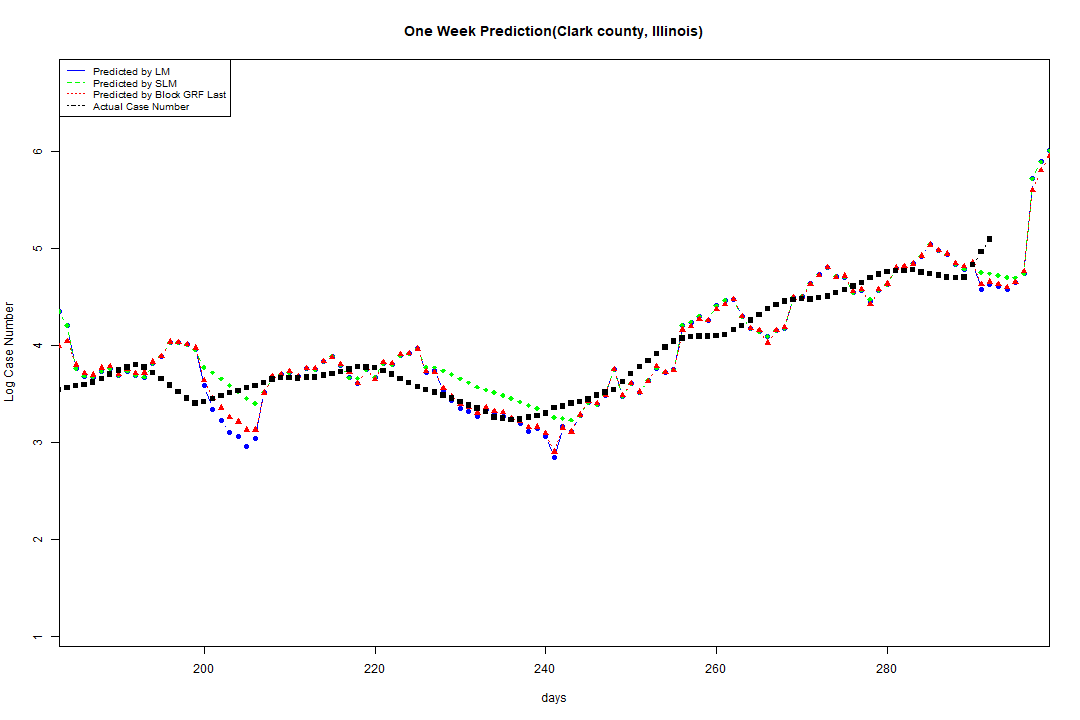 One Week Prediction(Clark county, Illinois)
Predicted by LM
Predicted by SLM
Predicted by Block GRF Last
Actual Case Number
6
5
4
3
2
1
Log Case Number
200 220 240 260 280
days